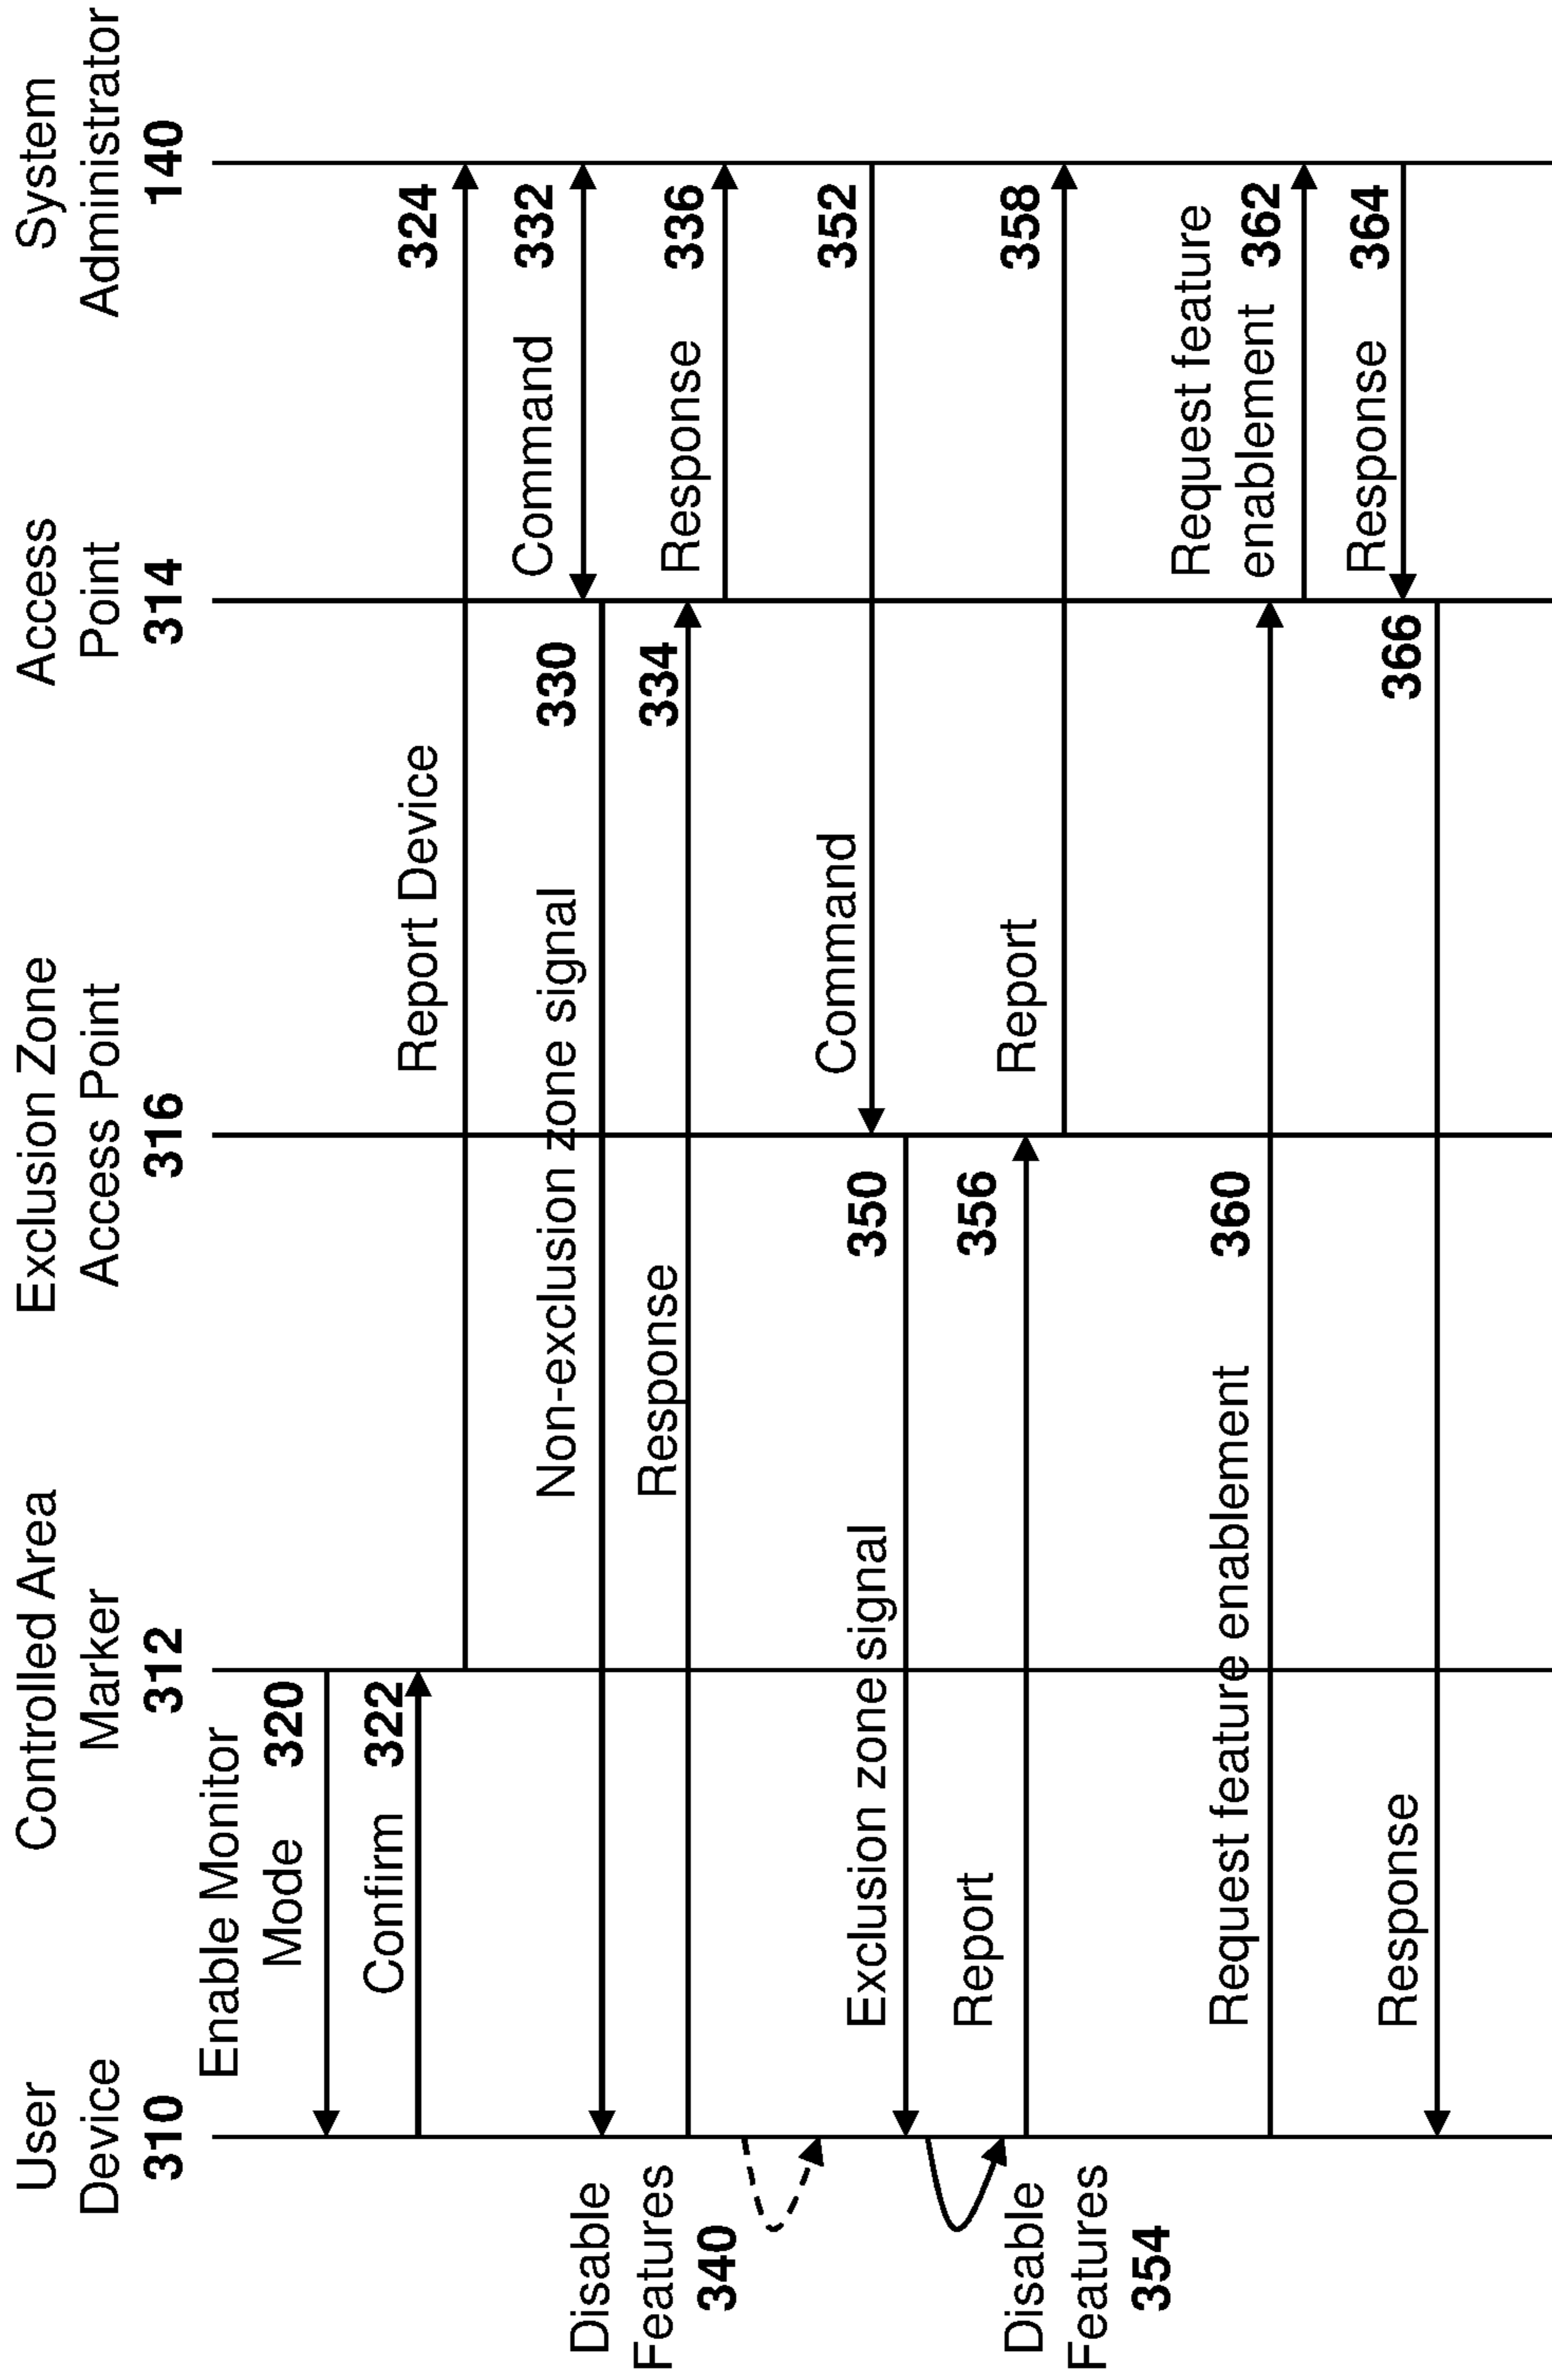 User
Device
310
Controlled Area
Marker
312
Exclusion Zone
Access Point
316
Access
Point
314
System
Administrator
140
Enable Monitor
Mode 320
Confirm 322
Report Device 324
Command 332
Non-exclusion zone signal 330
Response 334
Response 336
Disable
Features
340
Command 352
Exclusion zone signal 350
Disable
Features
354
Report 356
Report 358
Request feature enablement 360
Request feature
enablement 362
Response 364
Response 366